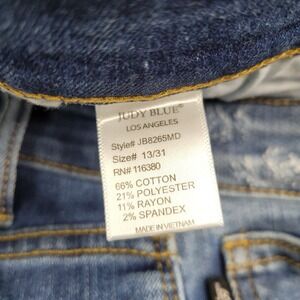 JUDY BLUE®
LOS ANGELES
Style# JB8265MD
Size# 13/31
RN# 116380
66% COTTON
21% POLYESTER
11% RAYON
2% SPANDEX
MADE IN VIETNAM